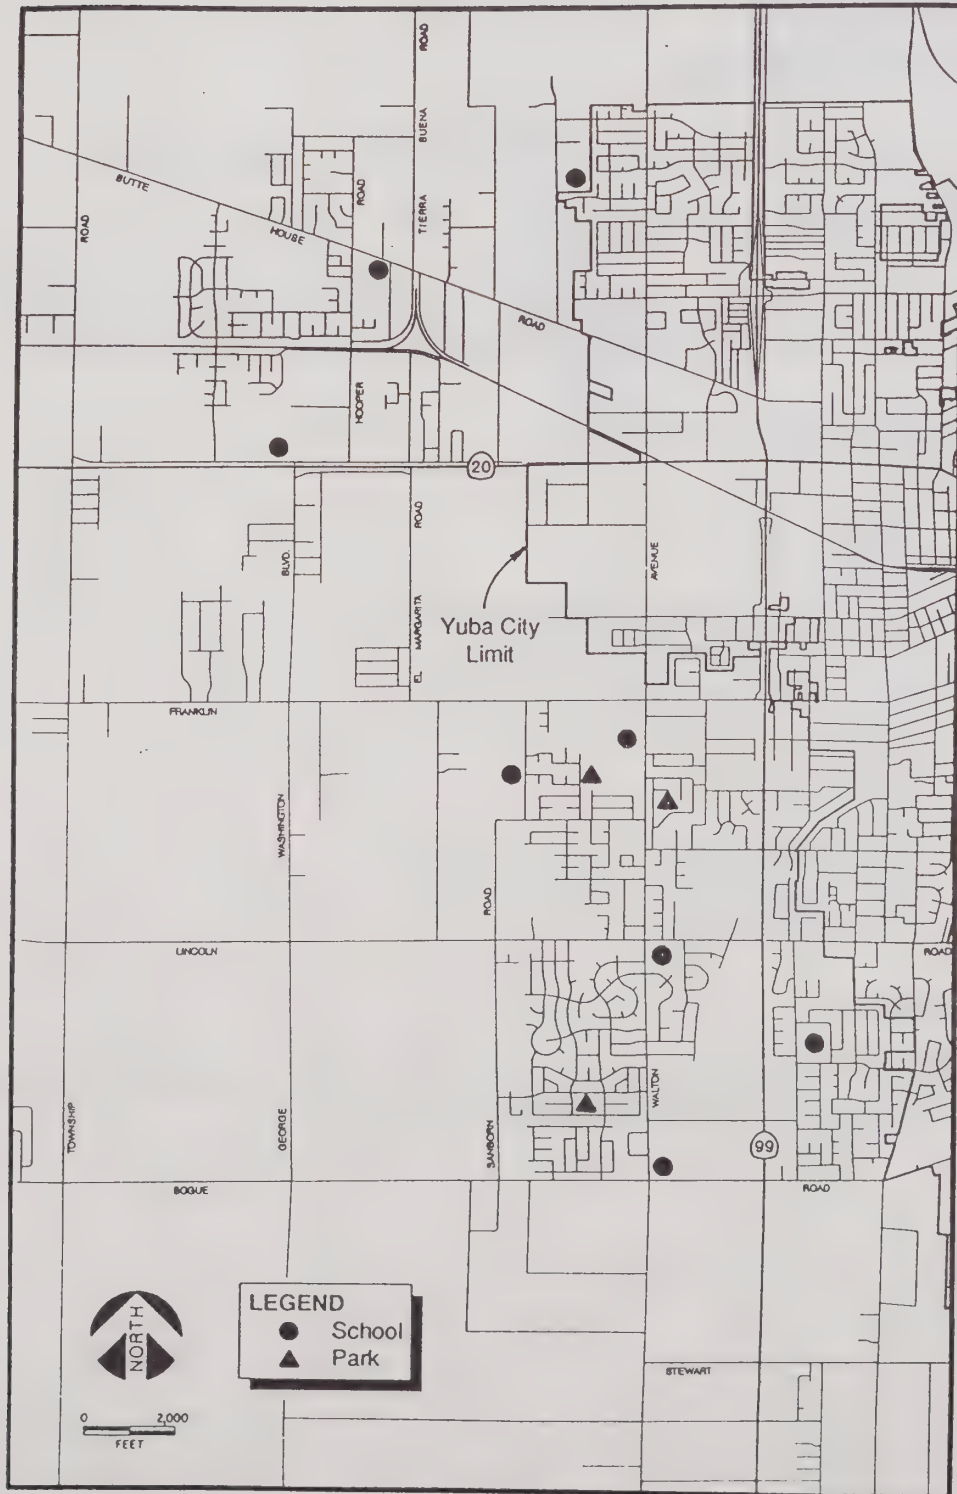 ROAD
BUENA
TIERRA
ROAD
BUTTE
HOUSE
ROAD
ROAD
HOOPER
20
ROAD
EL MARGARITA
BLVD.
AVENUE
Yuba City
Limit
FRANKLIN
WASHINGTON
ROAD
LINCOLN
ROAD
TOWNSHIP
GEORGE
SANBORN
WALTON
99
BOGUE
ROAD
NORTH
LEGEND
School
Park
STEWART
0 2,000
FEET